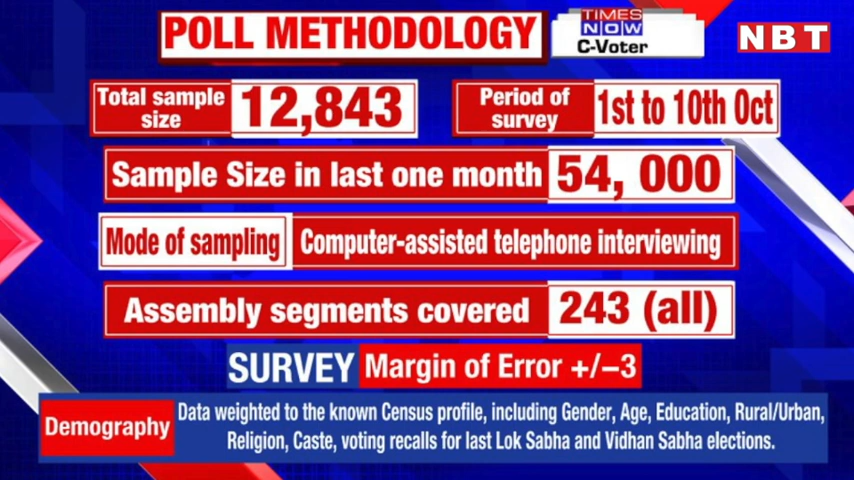 POLL METHODOLOGY
TIMES
NOW
C-Voter
NBT
Total sample
size
12,843
Period of
survey
1st to 10th Oct
Sample Size in last one month 54, 000
Mode of sampling Computer-assisted telephone interviewing
Assembly segments covered 243 (all)
SURVEY Margin of Error +/–3
Demography
Data weighted to the known Census profile, including Gender, Age, Education, Rural/Urban,
Religion, Caste, voting recalls for last Lok Sabha and Vidhan Sabha elections.